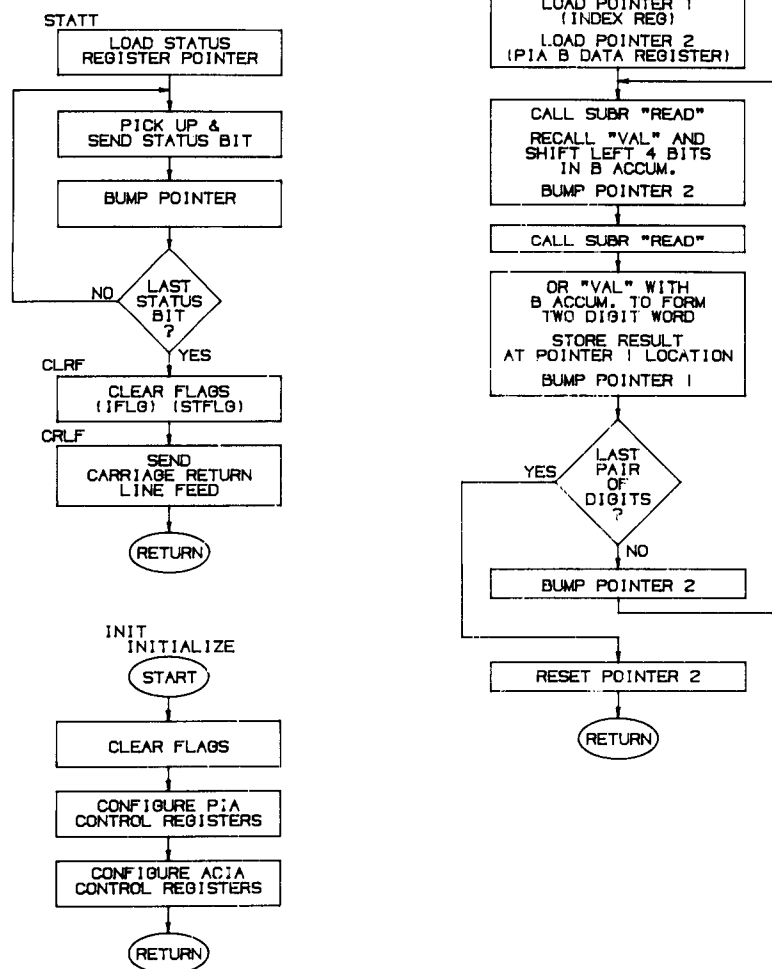 STATT
LOAD STATUS
REGISTER POINTER
PICK UP &
SEND STATUS BIT
BUMP POINTER
NO
LAST
STATUS
BIT
?
YES
CLRF
CLEAR FLAGS
(IFLG) (STFLG)
CRLF
SEND
CARRIAGE RETURN
LINE FEED
RETURN
INIT
INITIALIZE
START
CLEAR FLAGS
CONFIGURE PIA
CONTROL REGISTERS
CONFIGURE ACIA
CONTROL REGISTERS
RETURN
LOAD POINTER 1
(INDEX REG)
LOAD POINTER 2
(PIA B DATA REGISTER)
CALL SUBR "READ"
RECALL "VAL" AND
SHIFT LEFT 4 BITS
IN B ACCUM.
BUMP POINTER 2
CALL SUBR "READ"
OR "VAL" WITH
B ACCUM. TO FORM
TWO DIGIT WORD
STORE RESULT
AT POINTER 1 LOCATION
BUMP POINTER 1
YES
LAST
PAIR
OF
DIGITS
?
NO
BUMP POINTER 2
RESET POINTER 2
RETURN